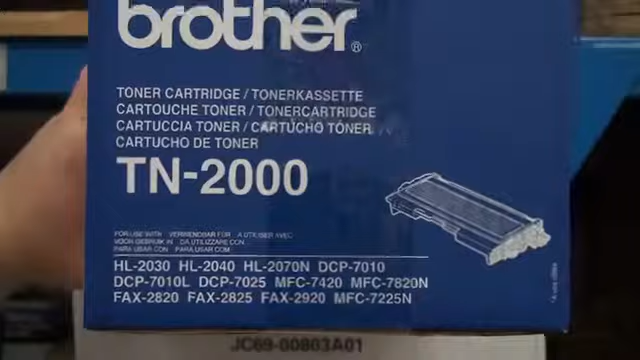 brother®
TONER CARTRIDGE / TONERKASSETTE
CARTOUCHE TONER / TONERCARTRIDGE
CARTUCCIA TONER / CARTUCHO TÓNER
CARTUCHO DE TONER
TN-2000
FOR USE WITH VERWENDBAR FÜR A UTILISER AVEC
VOOR GEBRUIK IN DA UTILIZZARE CON
PARA USAR CON PARA USAR COM
HL-2030 HL-2040 HL-2070N DCP-7010
DCP-7010L DCP-7025 MFC-7420 MFC-7820N
FAX-2820 FAX-2825 FAX-2920 MFC-7225N
JC69-00803A01